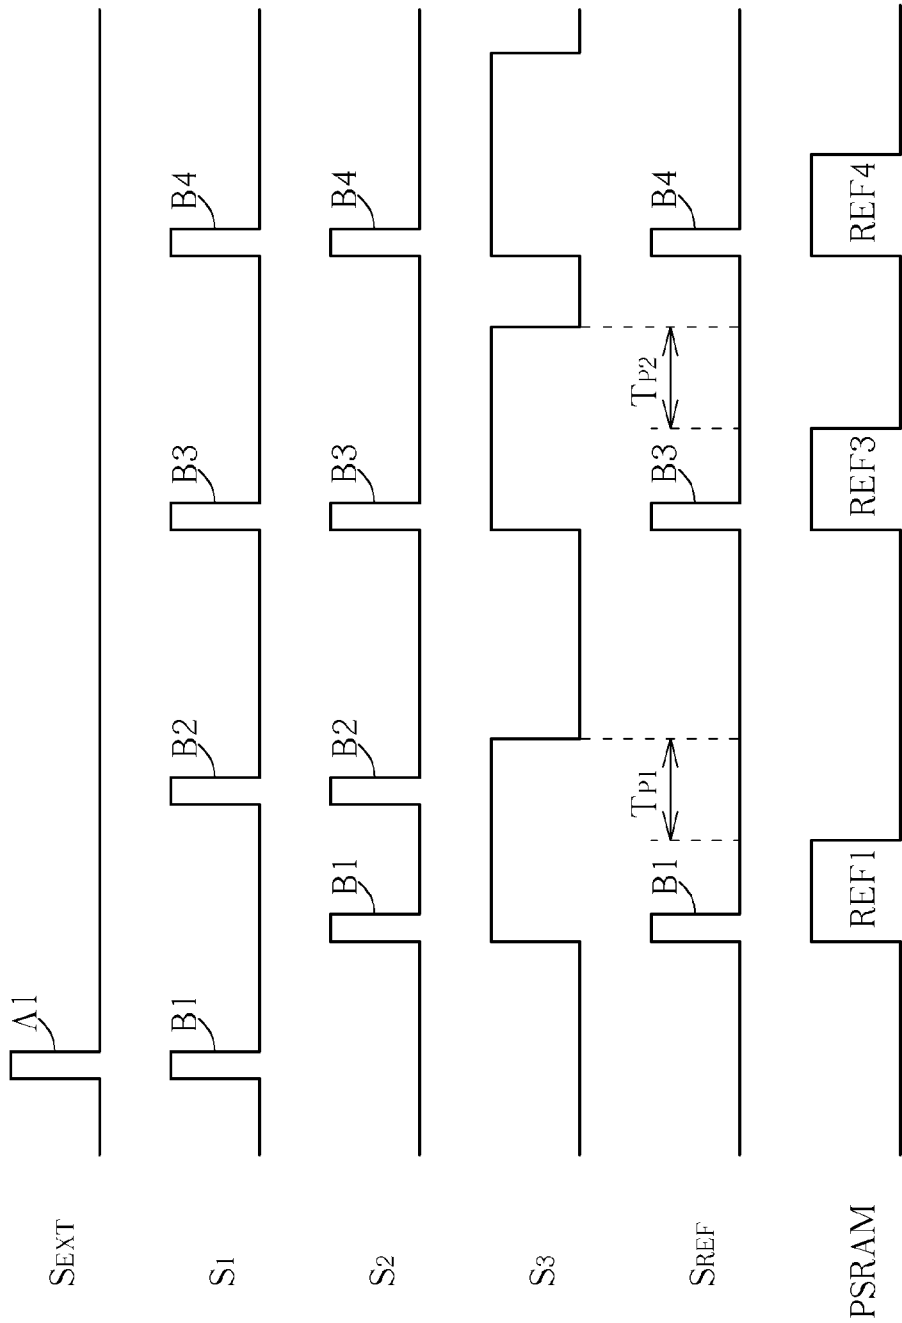 SEXT
A1
S1
B1
B2
B3
B4
S2
B1
B2
B3
B4
S3
SREF
B1
TP1
B3
TP2
B4
PSRAM
REF1
REF3
REF4